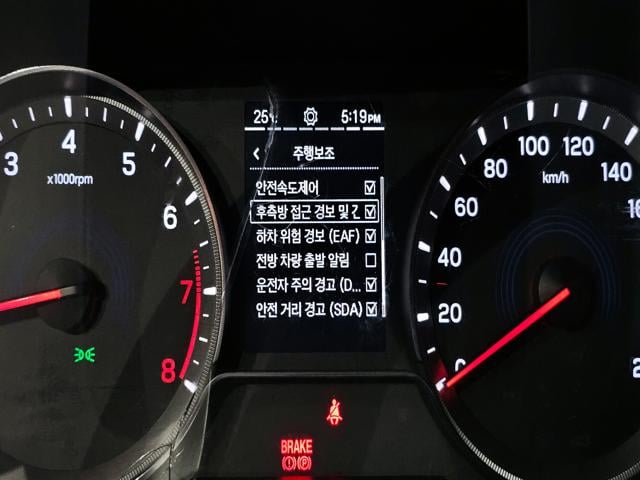 25℃ 5:19PM
주행보조
안전속도제어
후측방 접근 경보 및 긴
하차 위험 경보 (EAF)
전방 차량 출발 알림
운전자 주의 경고 (D...
안전 거리 경고 (SDA)
3 4 5 6 7 8
x1000rpm
0 20 40 60 80 100 120 140
km/h
BRAKE
(!) (P)